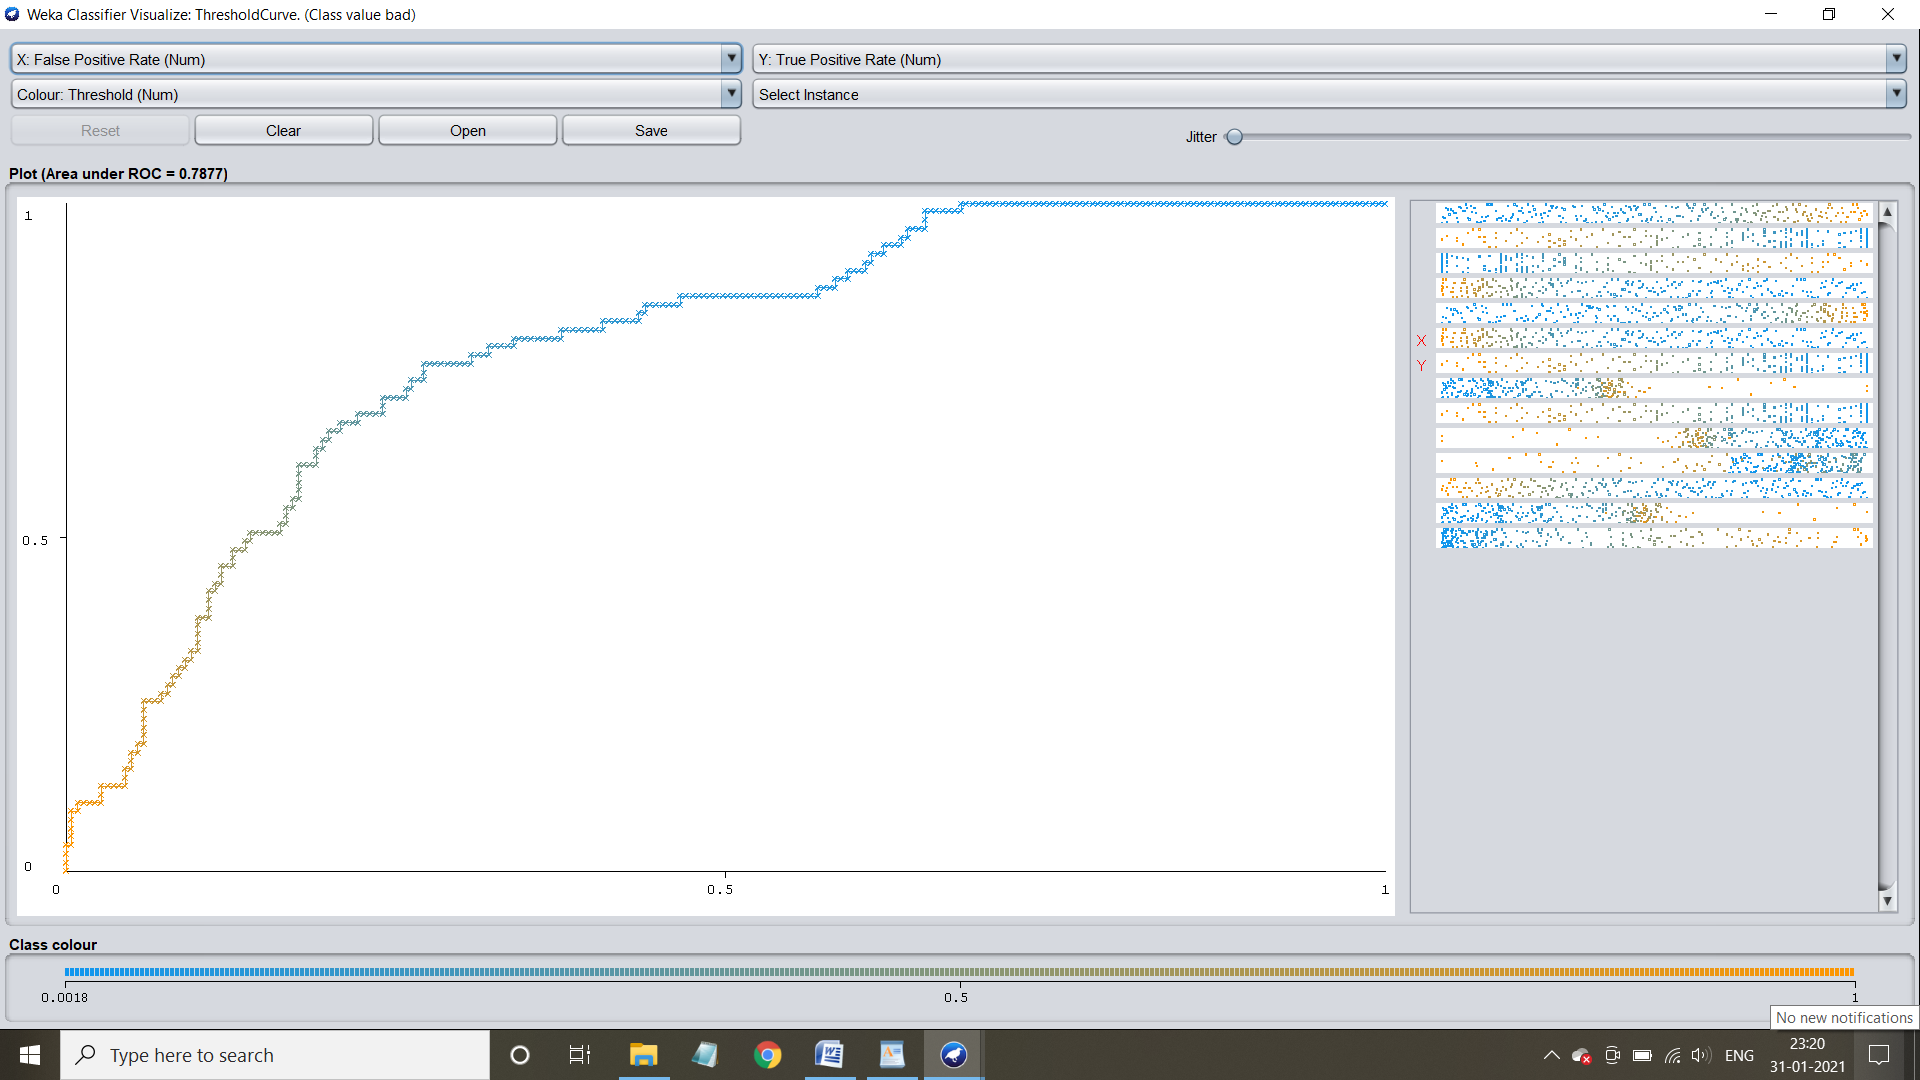 Weka Classifier Visualize: ThresholdCurve. (Class value bad)
X: False Positive Rate (Num)
Y: True Positive Rate (Num)
Colour: Threshold (Num)
Select Instance
Reset
Clear
Open
Save
Jitter
Plot (Area under ROC = 0.7877)
1
0.5
0
0
0.5
1
X
Y
Class colour
0.0018
0.5
1
No new notifications
Type here to search
ENG
23:20
31-01-2021